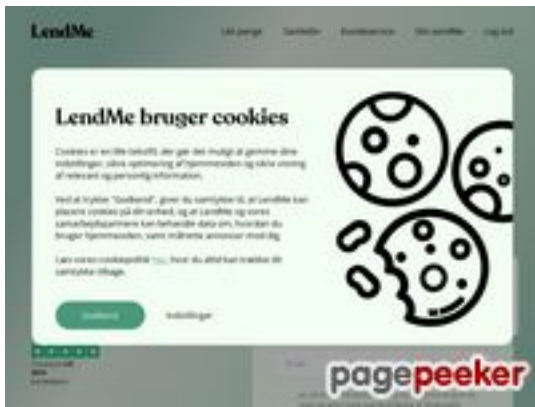 LendMe
Lån penge Samlelån Kundeservice Om LendMe Log ind
LendMe bruger cookies
Cookies er en lille tekstfil, der gør det muligt at gemme dine
indstillinger, sikre optimering af hjemmesiden og sikre visning
af relevant og personlig information.
Ved at trykke "Godkend", giver du samtykke til, at LendMe kan
placere cookies på din enhed, og at LendMe og vores
samarbejdspartnere kan behandle data om, hvordan du
bruger hjemmesiden, samt målrette annoncer mod dig.
Læs vores cookiepolitik her, hvor du altid kan trække dit
samtykke tilbage.
Godkend Indstillinger
pagepeeker